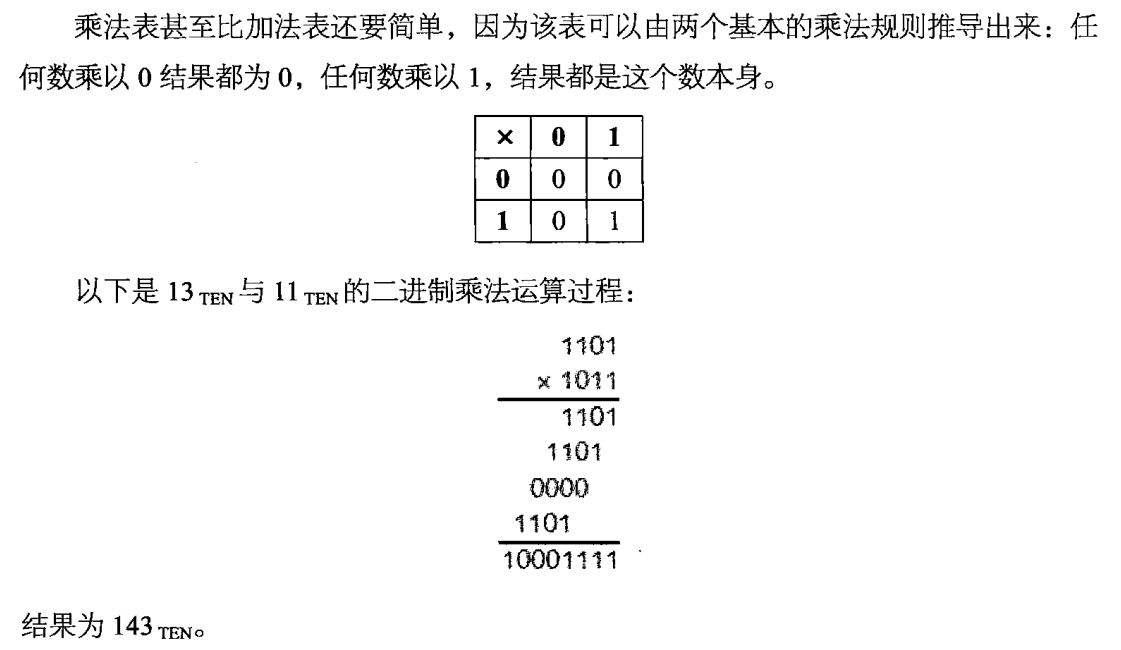 乘法表甚至比加法表还要简单，因为该表可以由两个基本的乘法规则推导出来：任
何数乘以 0 结果都为 0，任何数乘以 1，结果都是这个数本身。
× 0 1
0 0 0
1 0 1
以下是 13 TEN 与 11 TEN 的二进制乘法运算过程：
1101
× 1011
1101
1101
0000
1101
10001111
结果为 143 TEN。